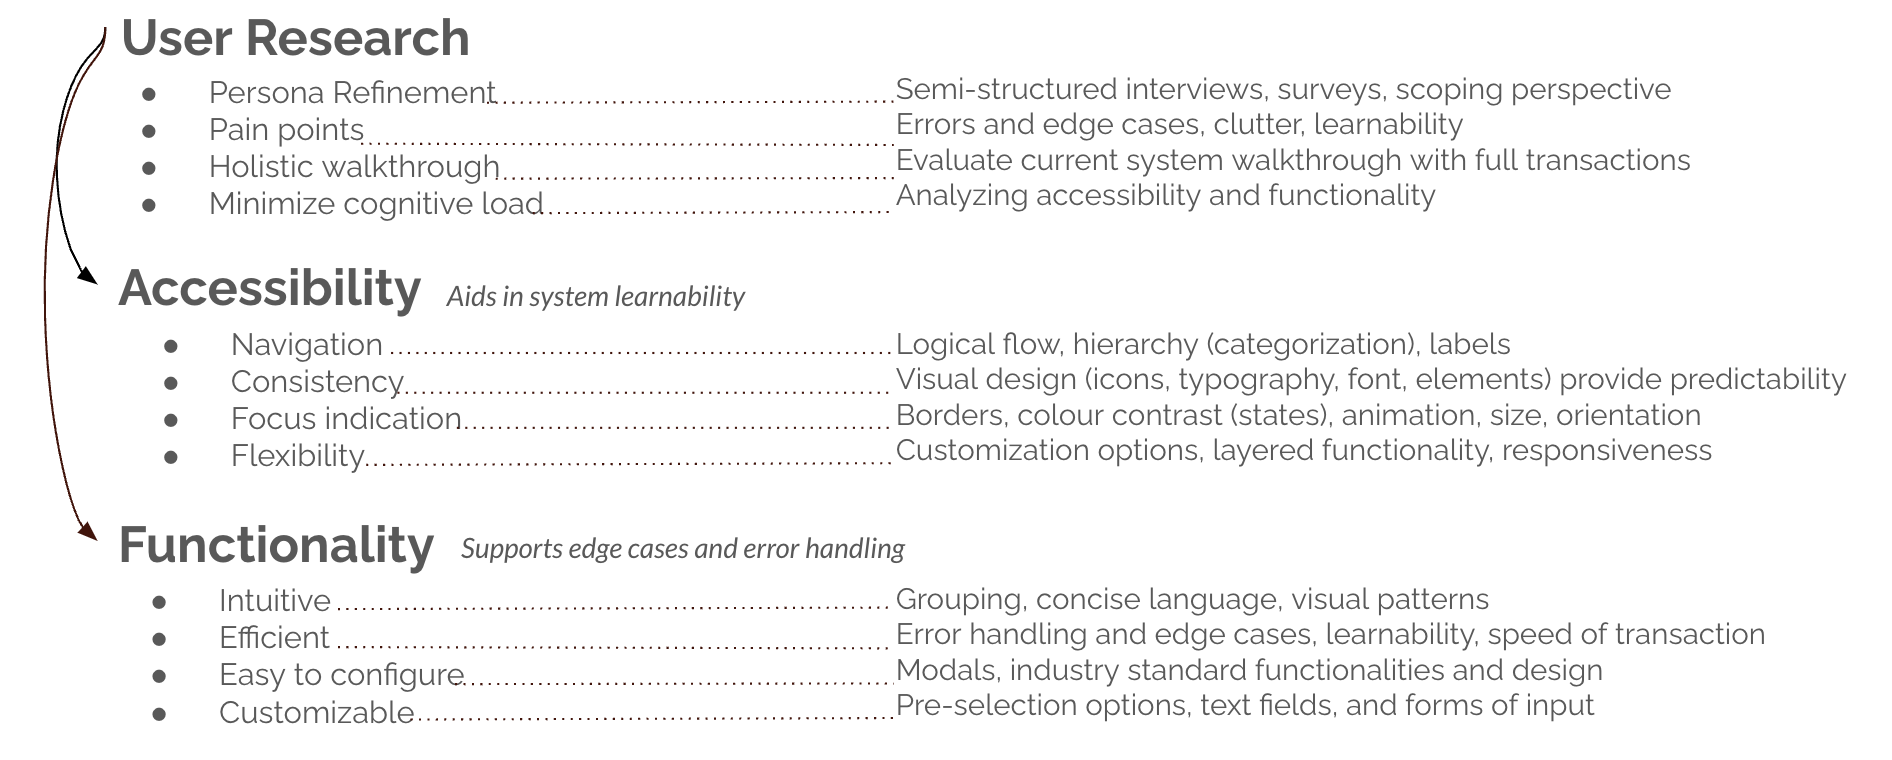 User Research
● Persona Refinement Semi-structured interviews, surveys, scoping perspective
● Pain points Errors and edge cases, clutter, learnability
● Holistic walkthrough Evaluate current system walkthrough with full transactions
● Minimize cognitive load Analyzing accessibility and functionality
Accessibility Aids in system learnability
● Navigation Logical flow, hierarchy (categorization), labels
● Consistency Visual design (icons, typography, font, elements) provide predictability
● Focus indication Borders, colour contrast (states), animation, size, orientation
● Flexibility Customization options, layered functionality, responsiveness
Functionality Supports edge cases and error handling
● Intuitive Grouping, concise language, visual patterns
● Efficient Error handling and edge cases, learnability, speed of transaction
● Easy to configure Modals, industry standard functionalities and design
● Customizable Pre-selection options, text fields, and forms of input